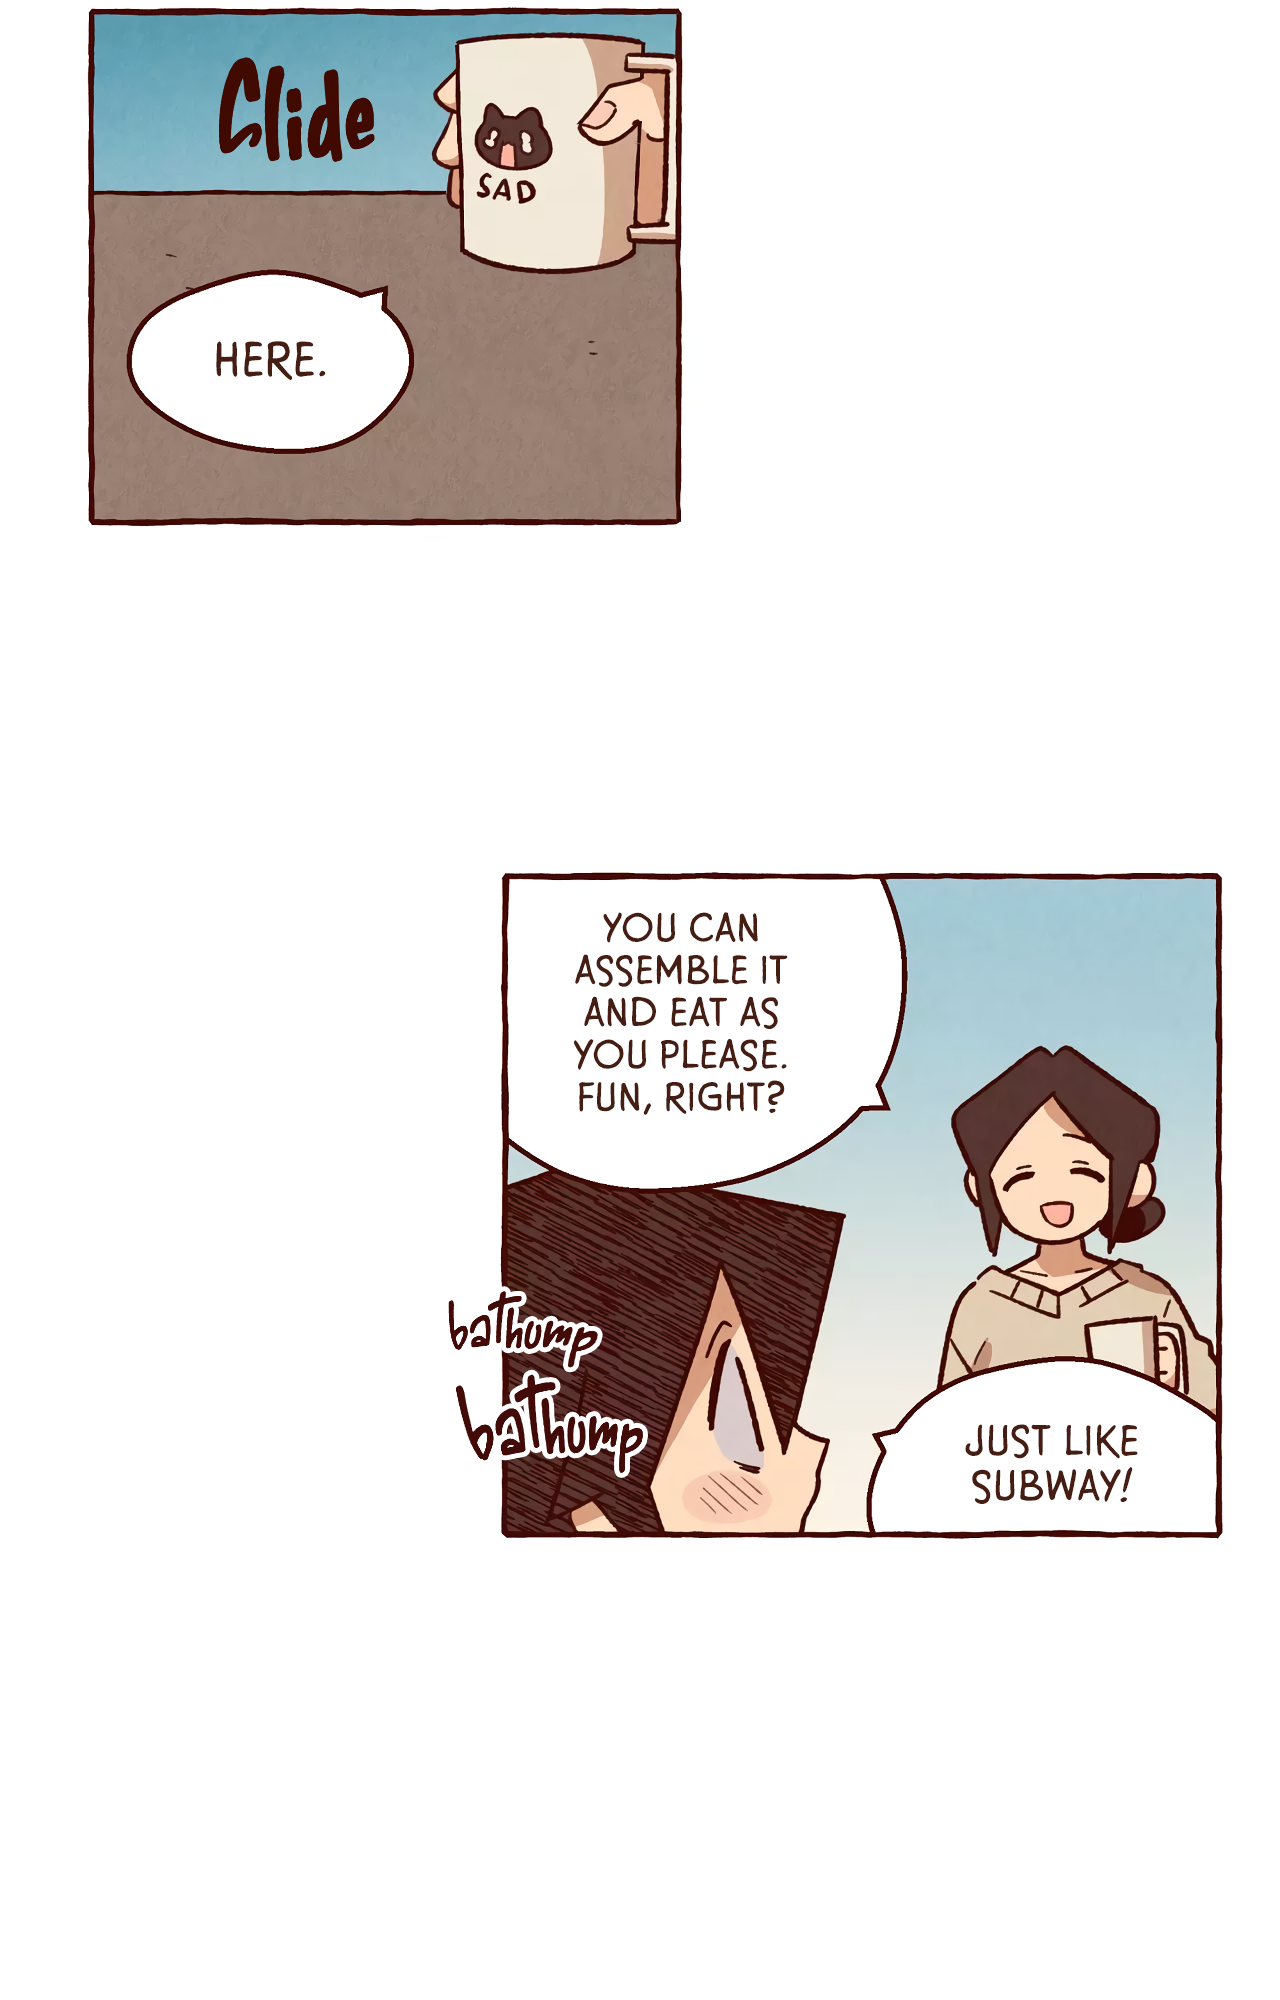 Glide
SAD
HERE.
YOU CAN
ASSEMBLE IT
AND EAT AS
YOU PLEASE.
FUN, RIGHT?
bathump
bathump
JUST LIKE
SUBWAY!